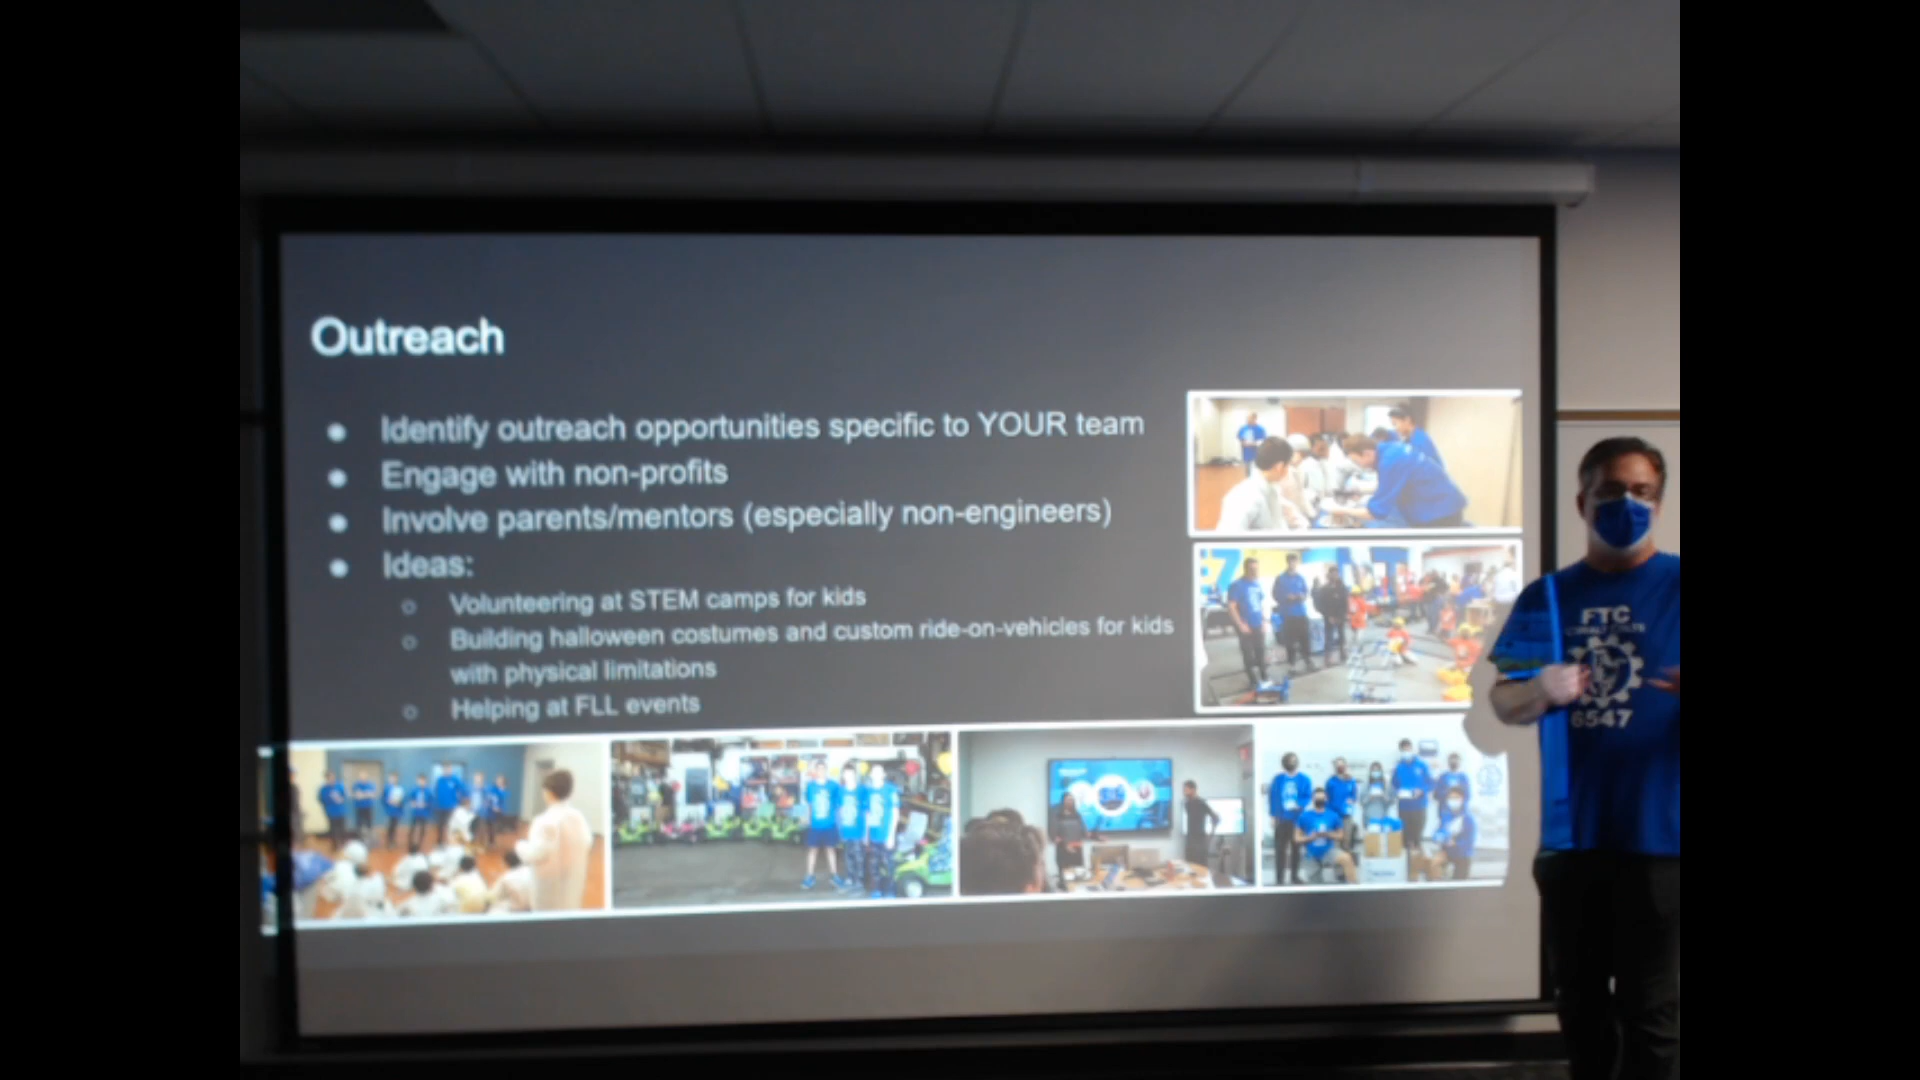 Outreach
● Identify outreach opportunities specific to YOUR team
● Engage with non-profits
● Involve parents/mentors (especially non-engineers)
● Ideas:
○ Volunteering at STEM camps for kids
○ Building halloween costumes and custom ride-on-vehicles for kids
with physical limitations
○ Helping at FLL events
FTC
6547